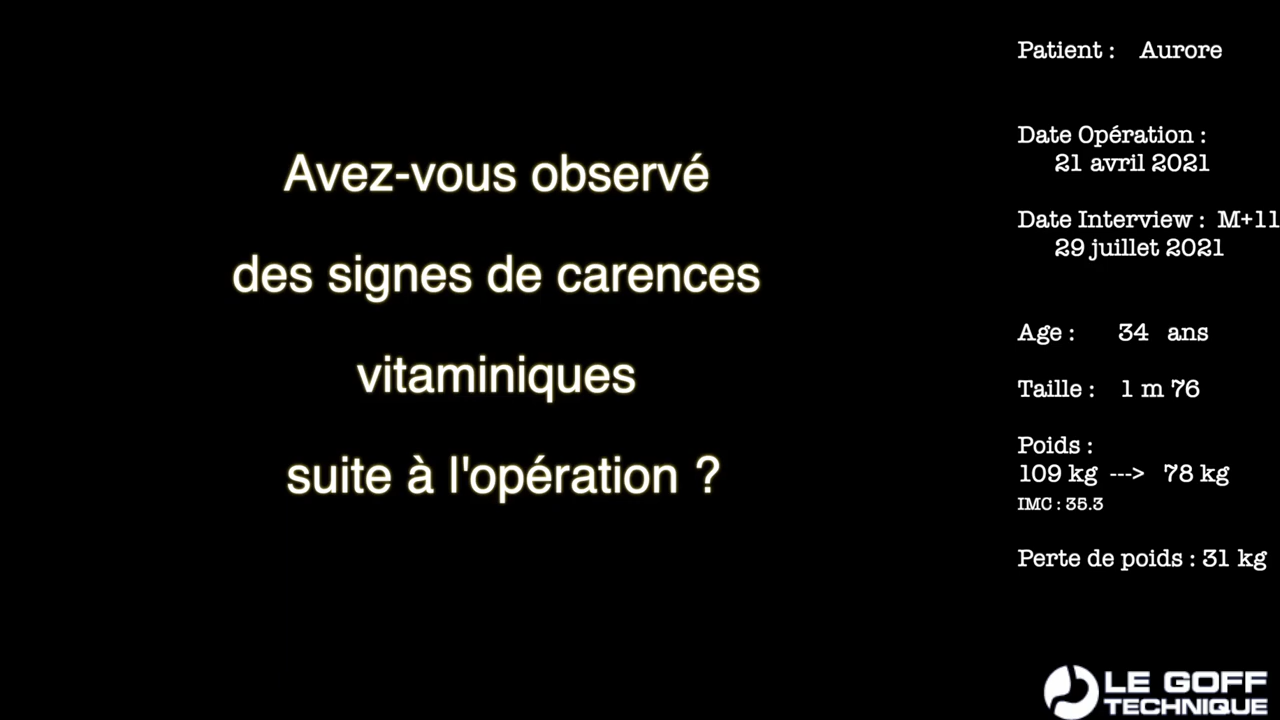 Avez-vous observé
des signes de carences
vitaminiques
suite à l'opération ?
Patient : Aurore
Date Opération :
21 avril 2021
Date Interview : M+11
29 juillet 2021
Age : 34 ans
Taille : 1 m 76
Poids :
109 kg ---> 78 kg
IMC : 35.3
Perte de poids : 31 kg
LE GOFF
TECHNIQUE